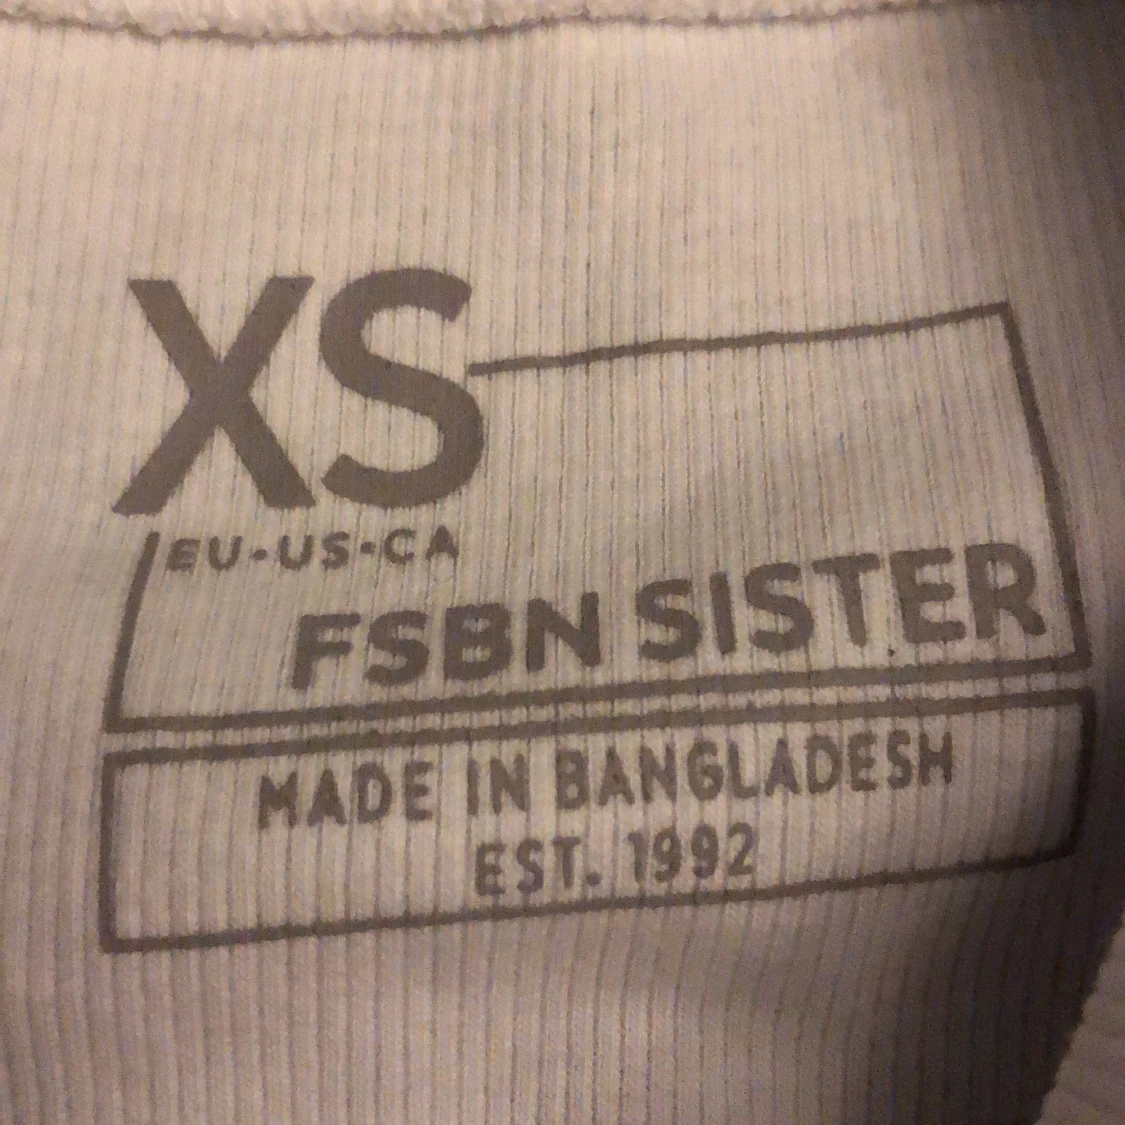 XS
EU-US-CA
FSBN SISTER
MADE IN BANGLADESH
EST. 1992